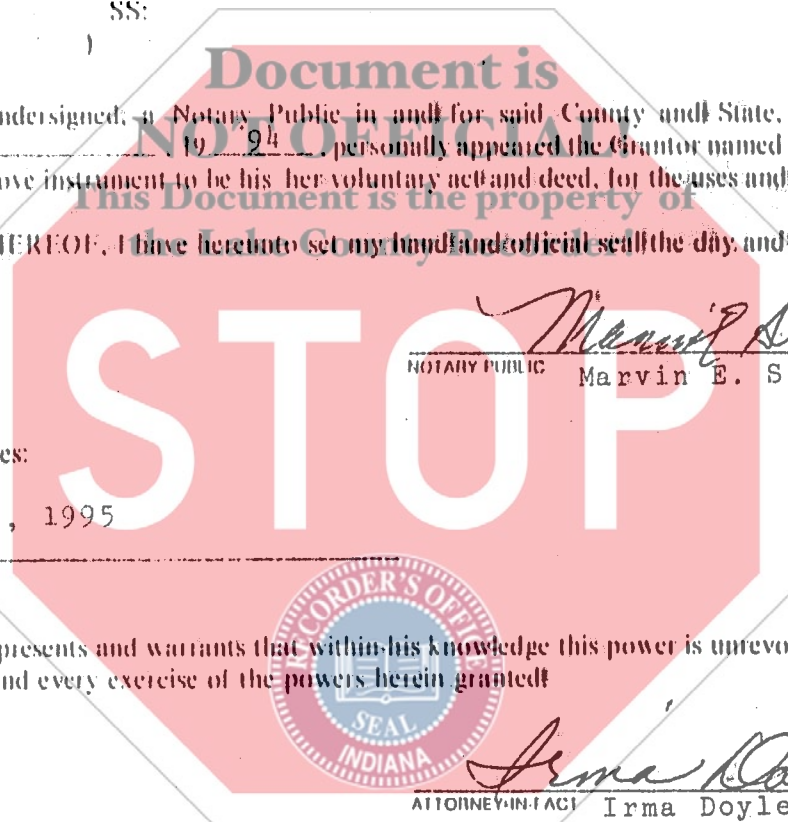 SS:
)
Document is
ndersigned, a Notary Public in and for said County and State,
NOT OFFICIAL!
, 19 94 personally appeared the Grantor named
ove instrument to be his her voluntary act and deed, for the uses and
This Document is the property of
HEREOF, I have hereunto set my hand and official seal the day and
the Lake County Recorder!
NOTARY PUBLIC Marvin E. S
STOP
es:
, 1995
RECORDER'S OFFICE
presents and warrants that within his knowledge this power is unrevo
nd every exercise of the powers herein granted
SEAL
INDIANA
Irma Do
ATTORNEY-IN-FACT Irma Doyle